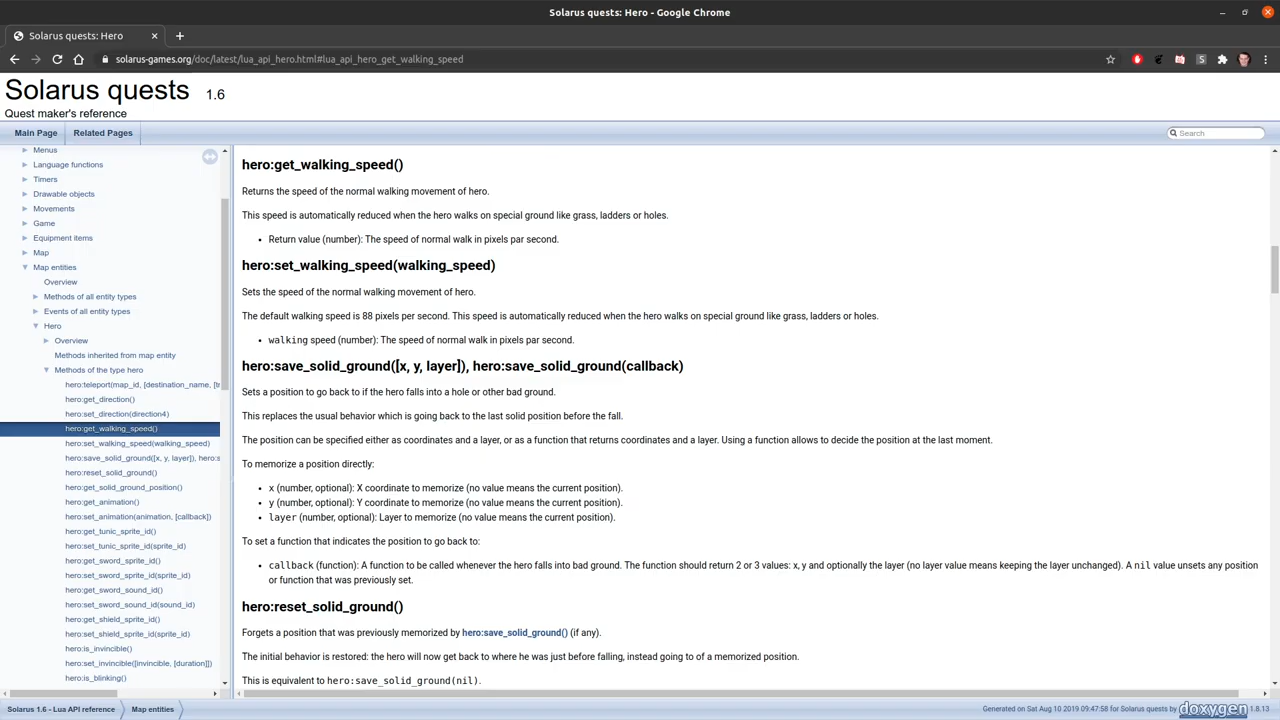 Solarus quests: Hero - Google Chrome
Solarus quests: Hero
solarus-games.org/doc/latest/lua_api_hero.html#lua_api_hero_get_walking_speed
Solarus quests 1.6
Quest maker's reference
Main Page
Related Pages
Search
Menus
Language functions
Timers
Drawable objects
Movements
Game
Equipment items
Map
Map entities
Overview
Methods of all entity types
Events of all entity types
Hero
Overview
Methods inherited from map entity
Methods of the type hero
hero:teleport(map_id, [destination_name, [tr
hero:get_direction()
hero:set_direction(direction4)
hero:get_walking_speed()
hero:set_walking_speed(walking_speed)
hero:save_solid_ground([x, y, layer]), hero:s
hero:reset_solid_ground()
hero:get_solid_ground_position()
hero:get_animation()
hero:set_animation(animation, [callback])
hero:get_tunic_sprite_id()
hero:set_tunic_sprite_id(sprite_id)
hero:get_sword_sprite_id()
hero:set_sword_sprite_id(sprite_id)
hero:get_sword_sound_id()
hero:set_sword_sound_id(sound_id)
hero:get_shield_sprite_id()
hero:set_shield_sprite_id(sprite_id)
hero:is_invincible()
hero:set_invincible([invincible, [duration]])
hero:is_blinking()
hero:get_walking_speed()
Returns the speed of the normal walking movement of hero.
This speed is automatically reduced when the hero walks on special ground like grass, ladders or holes.
• Return value (number): The speed of normal walk in pixels par second.
hero:set_walking_speed(walking_speed)
Sets the speed of the normal walking movement of hero.
The default walking speed is 88 pixels per second. This speed is automatically reduced when the hero walks on special ground like grass, ladders or holes.
• walking speed (number): The speed of normal walk in pixels par second.
hero:save_solid_ground([x, y, layer]), hero:save_solid_ground(callback)
Sets a position to go back to if the hero falls into a hole or other bad ground.
This replaces the usual behavior which is going back to the last solid position before the fall.
The position can be specified either as coordinates and a layer, or as a function that returns coordinates and a layer. Using a function allows to decide the position at the last moment.
To memorize a position directly:
• x (number, optional): X coordinate to memorize (no value means the current position).
• y (number, optional): Y coordinate to memorize (no value means the current position).
• layer (number, optional): Layer to memorize (no value means the current position).
To set a function that indicates the position to go back to:
• callback (function): A function to be called whenever the hero falls into bad ground. The function should return 2 or 3 values: x, y and optionally the layer (no layer value means keeping the layer unchanged). A nil value unsets any position
or function that was previously set.
hero:reset_solid_ground()
Forgets a position that was previously memorized by hero:save_solid_ground() (if any).
The initial behavior is restored: the hero will now get back to where he was just before falling, instead going to of a memorized position.
This is equivalent to hero:save_solid_ground(nil).
Solarus 1.6 - Lua API reference
Map entities
Generated on Sat Aug 10 2019 09:47:58 for Solarus quests by doxygen 1.8.13